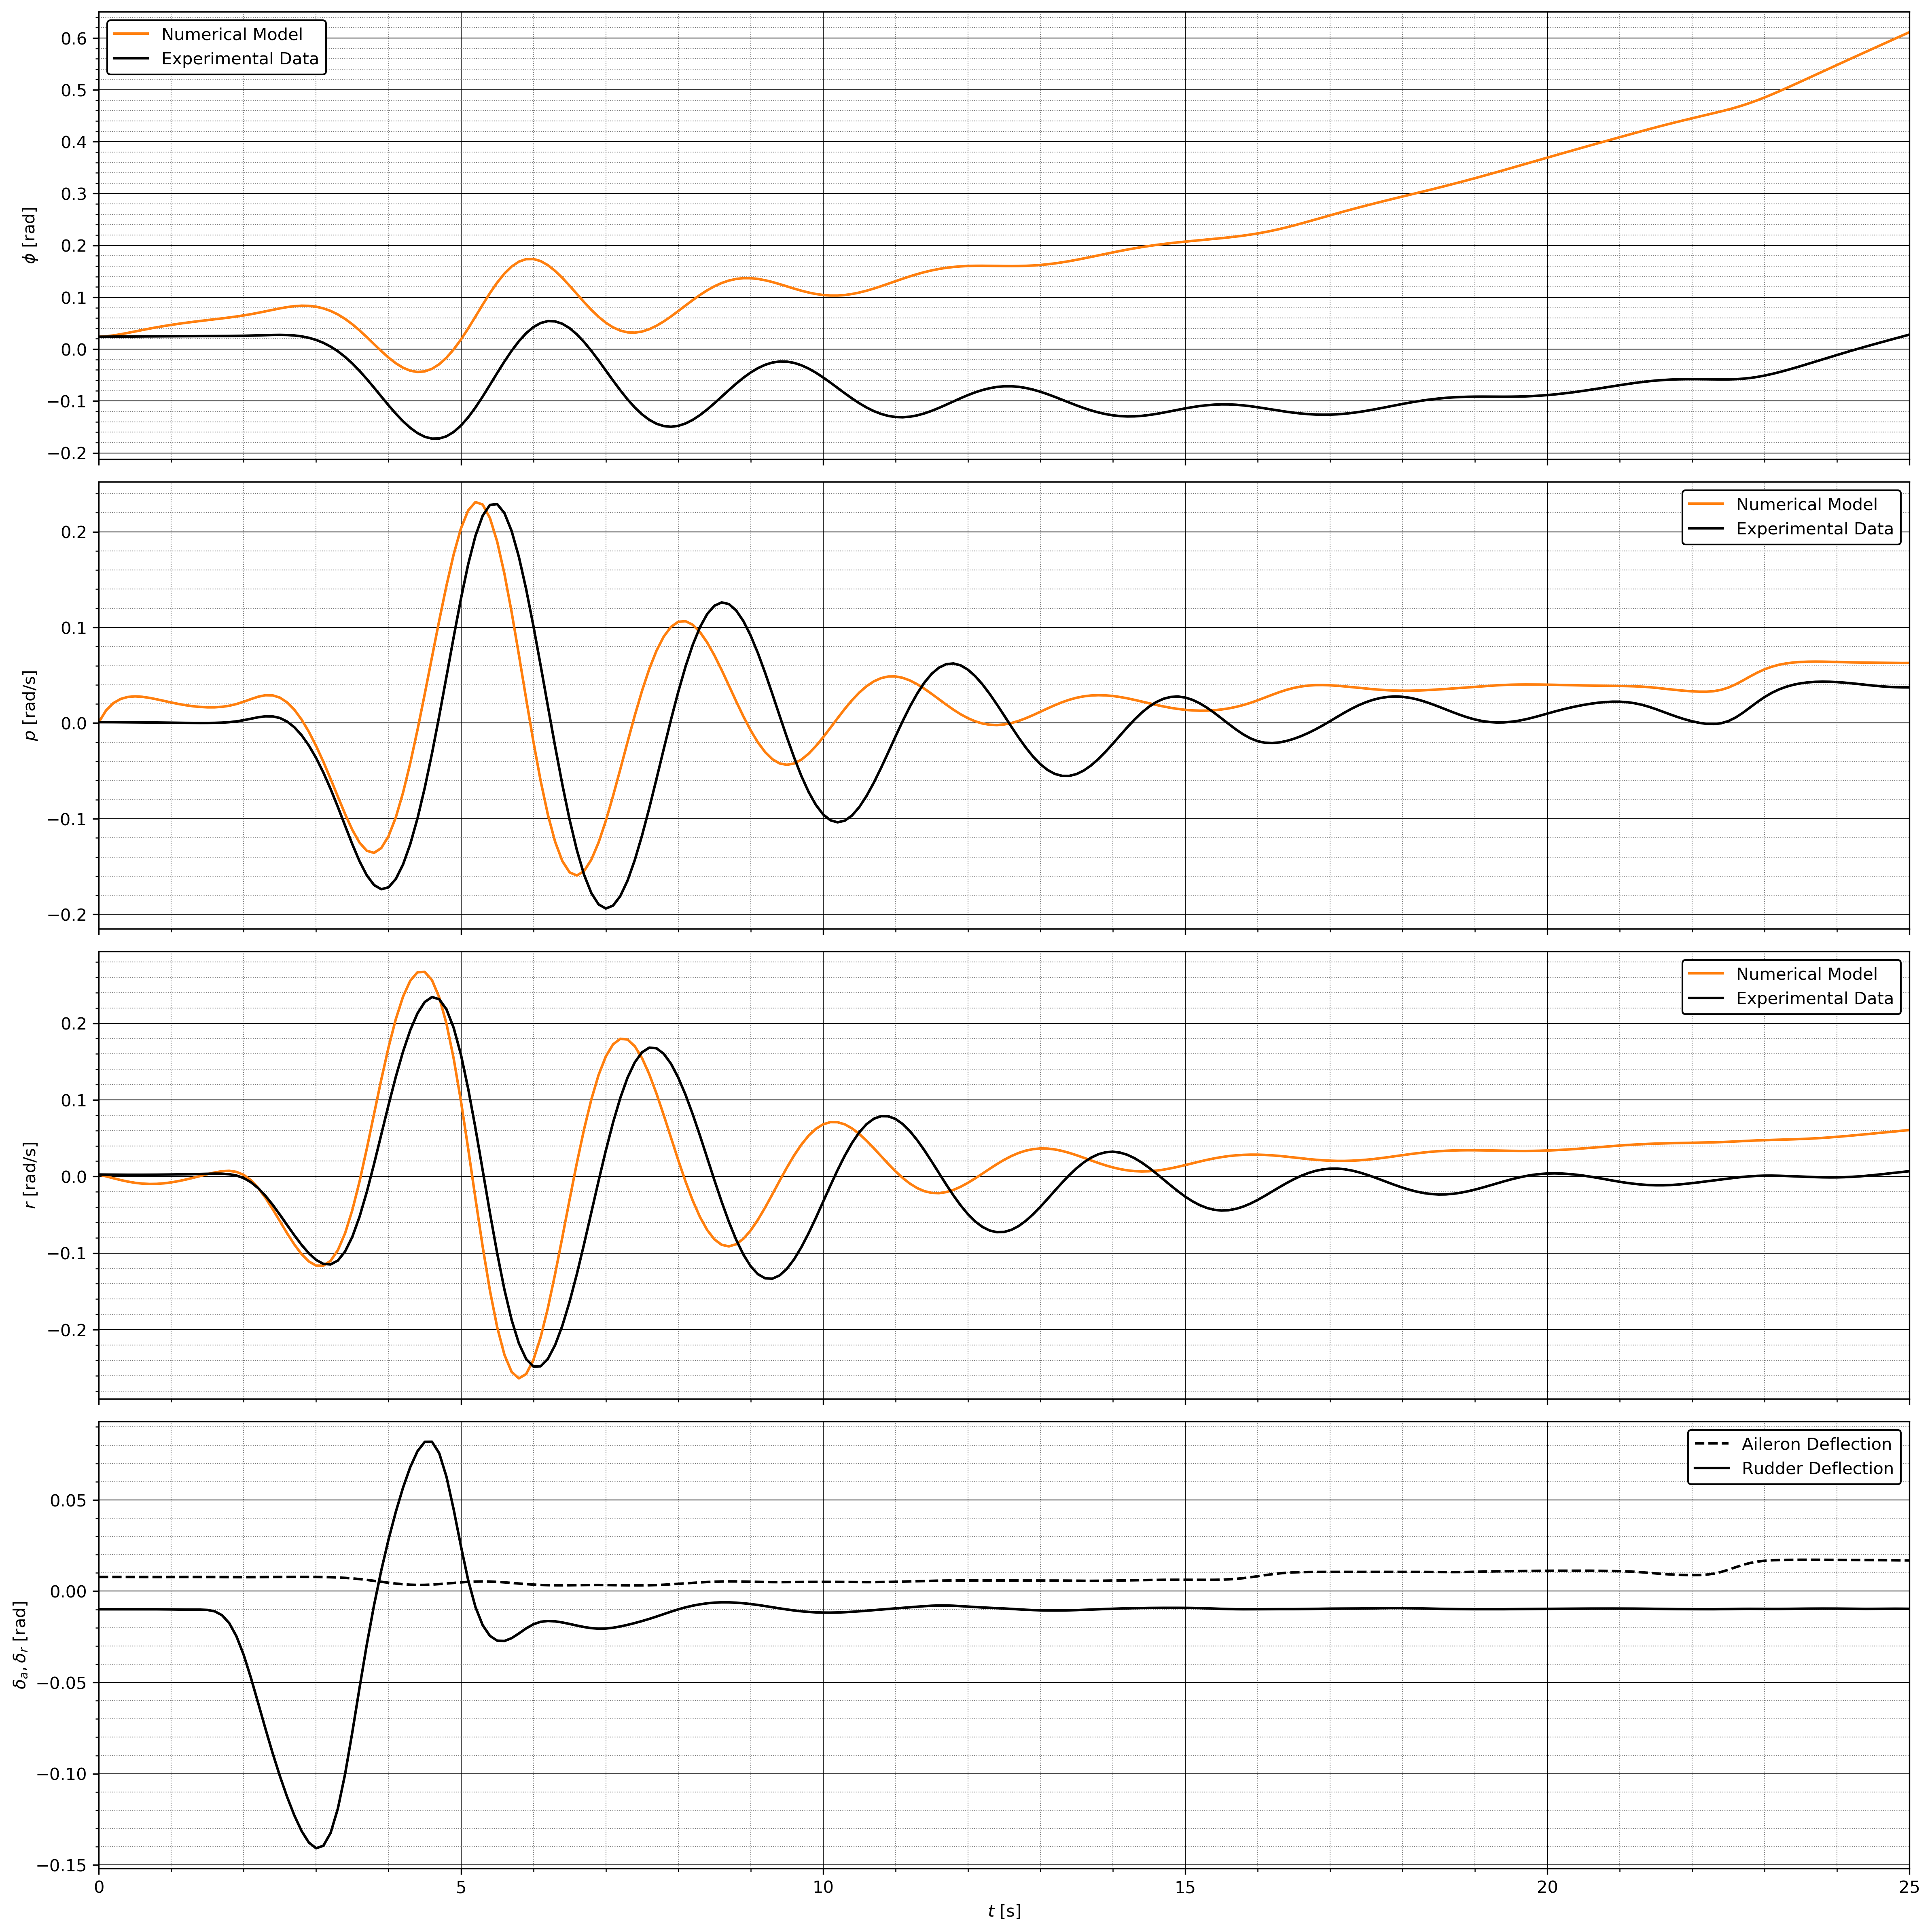 Numerical Model
Experimental Data
0.6
0.5
0.4
0.3
0.2
0.1
0.0
−0.1
−0.2
ϕ [rad]
Numerical Model
Experimental Data
0.2
0.1
0.0
−0.1
−0.2
p [rad/s]
Numerical Model
Experimental Data
0.2
0.1
0.0
−0.1
−0.2
r [rad/s]
Aileron Deflection
Rudder Deflection
0.05
0.00
−0.05
−0.10
−0.15
δa, δr [rad]
0 5 10 15 20 25
t [s]